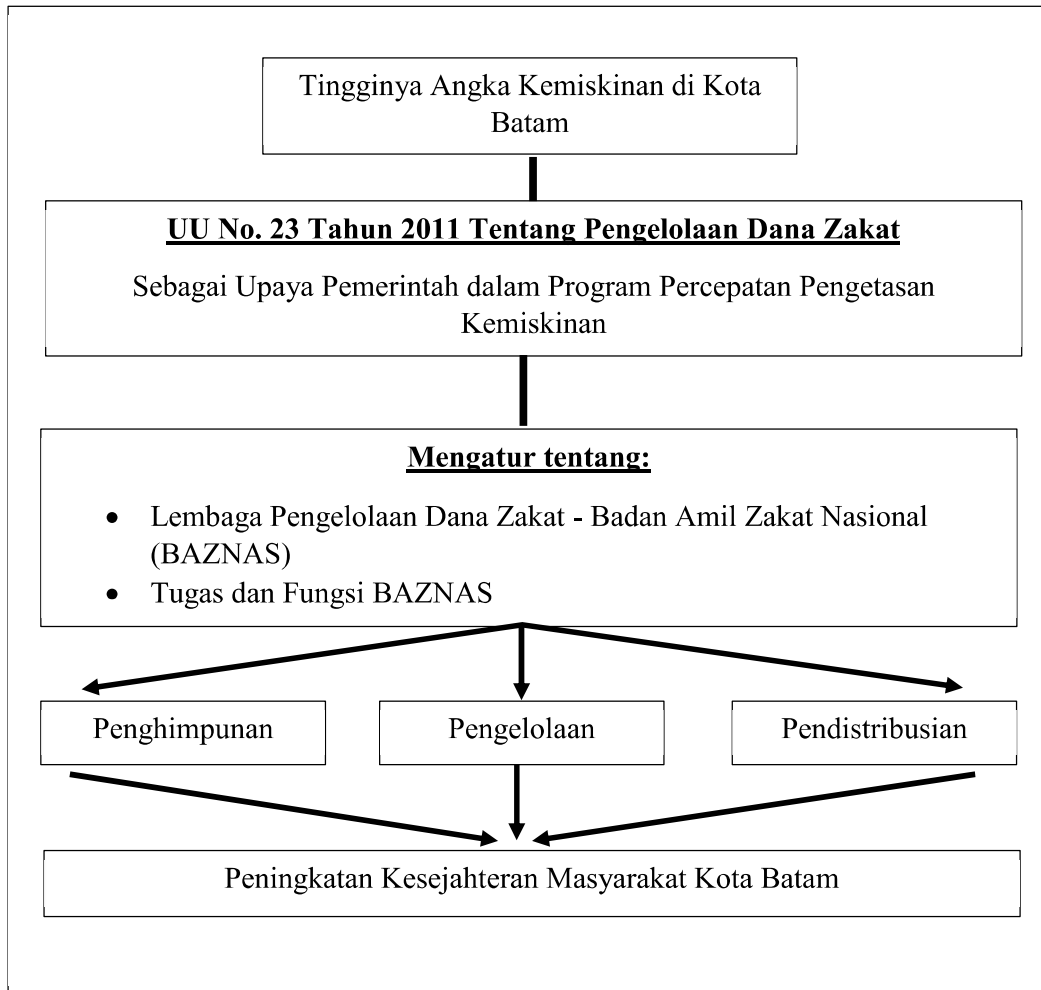 Tingginya Angka Kemiskinan di Kota
Batam
UU No. 23 Tahun 2011 Tentang Pengelolaan Dana Zakat
Sebagai Upaya Pemerintah dalam Program Percepatan Pengetasan
Kemiskinan
Mengatur tentang:
• Lembaga Pengelolaan Dana Zakat - Badan Amil Zakat Nasional
(BAZNAS)
• Tugas dan Fungsi BAZNAS
Penghimpunan
Pengelolaan
Pendistribusian
Peningkatan Kesejahteran Masyarakat Kota Batam